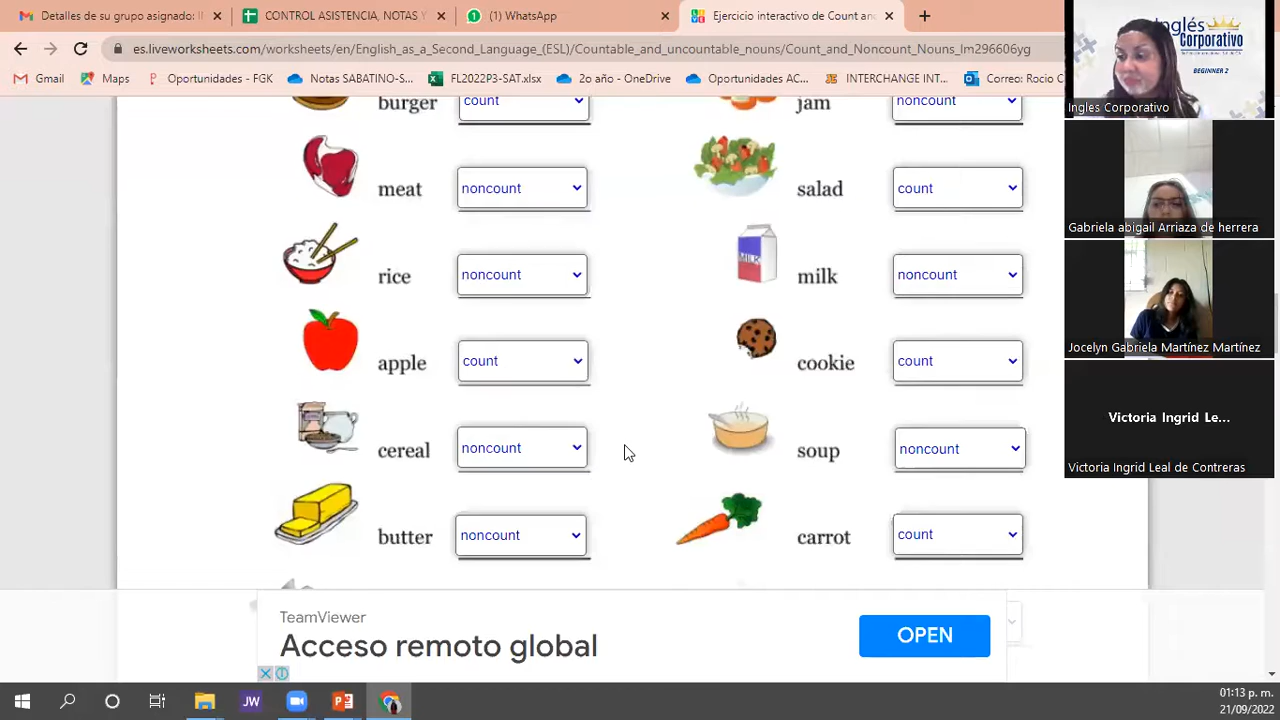 Detalles de su grupo asignado: I
CONTROL ASISTENCIA, NOTAS Y
(1) WhatsApp
Ejercicio interactivo de Count anc
es.liveworksheets.com/worksheets/en/English_as_a_Second_Language_(ESL)/Countable_and_uncountable_nouns/Count_and_Noncount_Nouns_lm296606yg
Gmail
Maps
Oportunidades - FGK
Notas SABATINO-S...
FL2022P3-SAT.xlsx
2o año - OneDrive
Oportunidades AC...
INTERCHANGE INT...
Correo: Rocio C
burger count
jam noncount
meat noncount
salad count
rice noncount
MILK
milk noncount
apple count
cookie count
cereal noncount
soup noncount
butter noncount
carrot count
TeamViewer
Acceso remoto global
OPEN
Inglés
Corporativo
BEGINNER 2
Ingles Corporativo
Gabriela abigail Arriaza de herrera
Jocelyn Gabriela Martínez Martínez
Victoria Ingrid Le...
Victoria Ingrid Leal de Contreras
JW
01:13 p. m.
21/09/2022